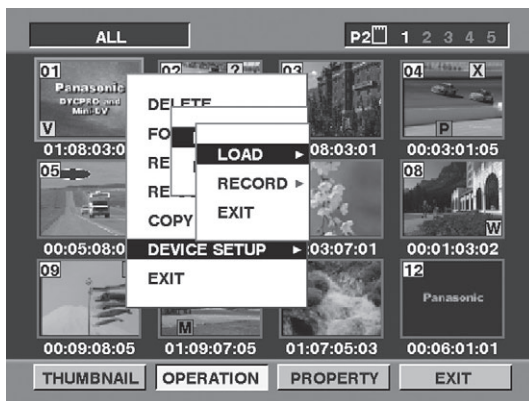 ALL
P2 1 2 3 4 5
01 02 ? 03 04 X
Panasonic
DVCPRO and
Mini-DV
V P
01:08:03:0 08:03:01 00:03:01:05
DELETE
FO
RE
RE
COPY
LOAD
RECORD
EXIT
05 08
W
00:05:08:0 03:07:01 00:01:03:02
DEVICE SETUP
EXIT
09 12
Panasonic
M
00:09:08:05 01:09:07:05 01:07:05:03 00:06:01:01
THUMBNAIL OPERATION PROPERTY EXIT